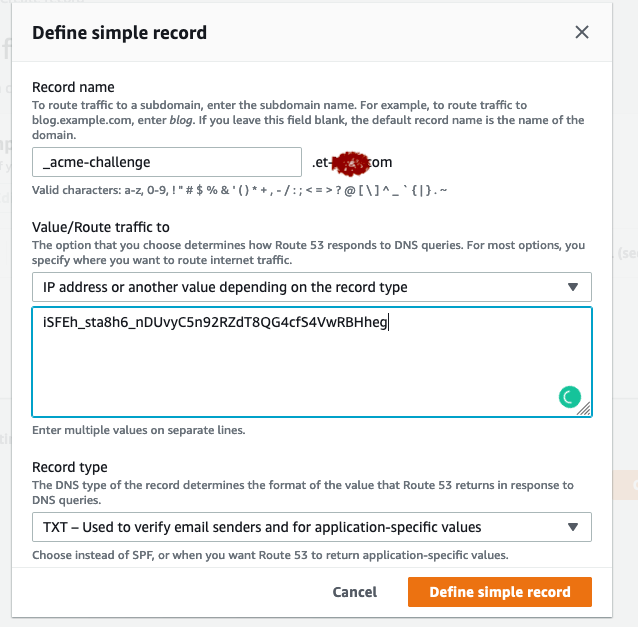 Define simple record
Record name
To route traffic to a subdomain, enter the subdomain name. For example, to route traffic to
blog.example.com, enter blog. If you leave this field blank, the default record name is the name of the
domain.
_acme-challenge
.et- com
Valid characters: a-z, 0-9, ! " # $ % & ' ( ) * + , - / : ; < = > ? @ [ \ ] ^ _ ` { | } . ~
Value/Route traffic to
The option that you choose determines how Route 53 responds to DNS queries. For most options, you
specify where you want to route internet traffic.
IP address or another value depending on the record type
iSFEh_sta8h6_nDUvyC5n92RZdT8QG4cfS4VwRBHheg
Enter multiple values on separate lines.
Record type
The DNS type of the record determines the format of the value that Route 53 returns in response to
DNS queries.
TXT – Used to verify email senders and for application-specific values
Choose instead of SPF, or when you want Route 53 to return application-specific values.
Cancel
Define simple record